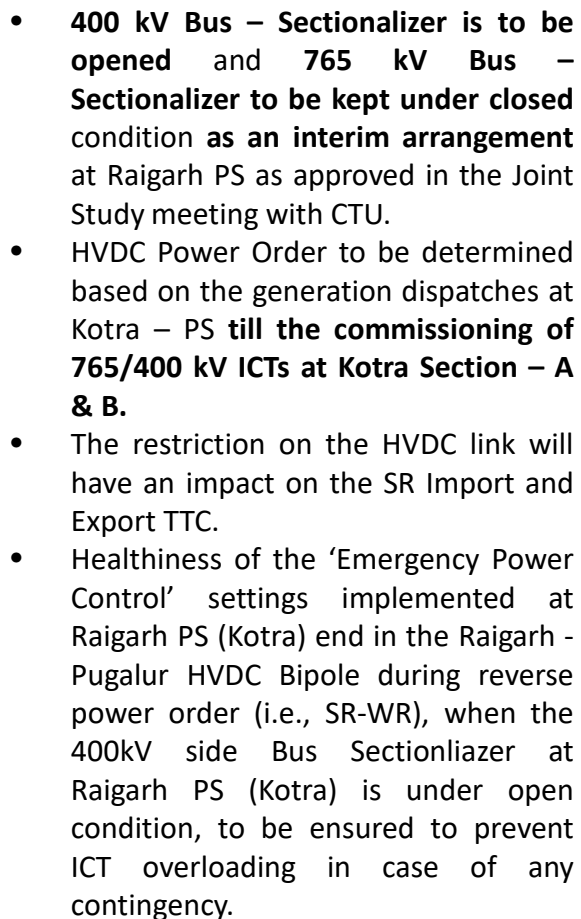 • 400 kV Bus – Sectionalizer is to be
opened and 765 kV Bus –
Sectionalizer to be kept under closed
condition as an interim arrangement
at Raigarh PS as approved in the Joint
Study meeting with CTU.
• HVDC Power Order to be determined
based on the generation dispatches at
Kotra – PS till the commissioning of
765/400 kV ICTs at Kotra Section – A
& B.
• The restriction on the HVDC link will
have an impact on the SR Import and
Export TTC.
• Healthiness of the ‘Emergency Power
Control’ settings implemented at
Raigarh PS (Kotra) end in the Raigarh -
Pugalur HVDC Bipole during reverse
power order (i.e., SR-WR), when the
400kV side Bus Sectionliazer at
Raigarh PS (Kotra) is under open
condition, to be ensured to prevent
ICT overloading in case of any
contingency.